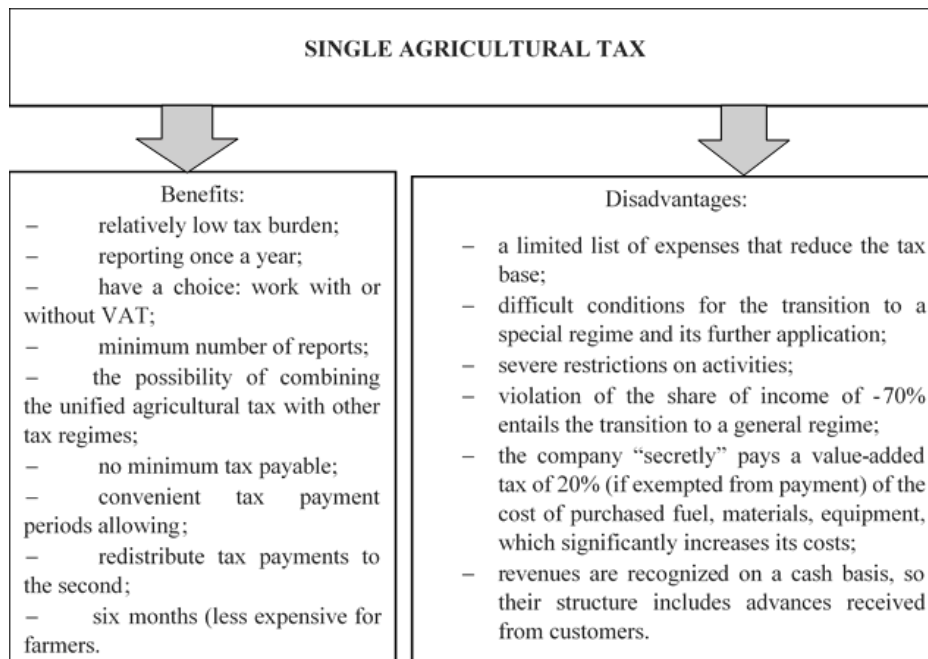 SINGLE AGRICULTURAL TAX
Benefits:
– relatively low tax burden;
– reporting once a year;
– have a choice: work with or
without VAT;
– minimum number of reports;
– the possibility of combining
the unified agricultural tax with other
tax regimes;
– no minimum tax payable;
– convenient tax payment
periods allowing;
– redistribute tax payments to
the second;
– six months (less expensive for
farmers.
Disadvantages:
– a limited list of expenses that reduce the tax
base;
– difficult conditions for the transition to a
special regime and its further application;
– severe restrictions on activities;
– violation of the share of income of -70%
entails the transition to a general regime;
– the company “secretly” pays a value-added
tax of 20% (if exempted from payment) of the
cost of purchased fuel, materials, equipment,
which significantly increases its costs;
– revenues are recognized on a cash basis, so
their structure includes advances received
from customers.